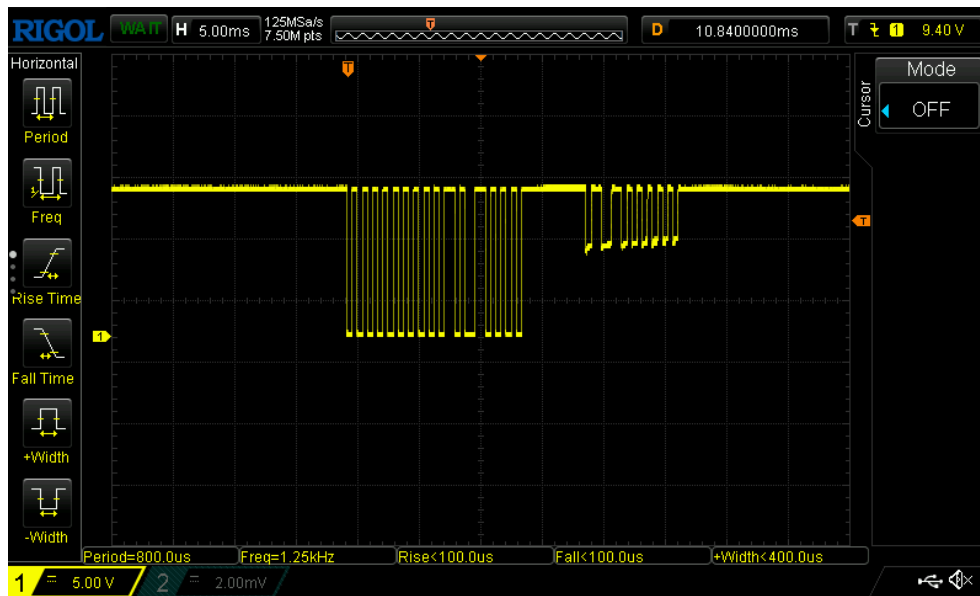 RIGOL WAIT H 5.00ms 125MSa/s 7.50M pts T D 10.8400000ms T 1 9.40 V
Horizontal
Period
Freq
Rise Time
Fall Time
+Width
-Width
T
T
1
Cursor
Mode
OFF
Period=800.0us Freq=1.25kHz Rise<100.0us Fall<100.0us +Width<400.0us
1 5.00 V 2 2.00mV